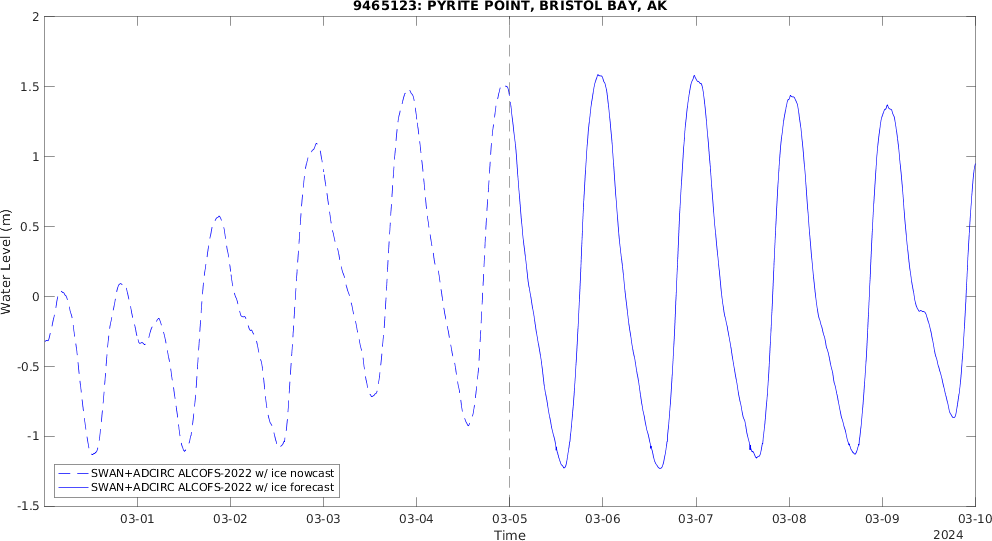 9465123: PYRITE POINT, BRISTOL BAY, AK
Water Level (m)
2
1.5
1
0.5
0
-0.5
-1
-1.5
SWAN+ADCIRC ALCOFS-2022 w/ ice nowcast
SWAN+ADCIRC ALCOFS-2022 w/ ice forecast
03-01 03-02 03-03 03-04 03-05 03-06 03-07 03-08 03-09 03-10
Time
2024